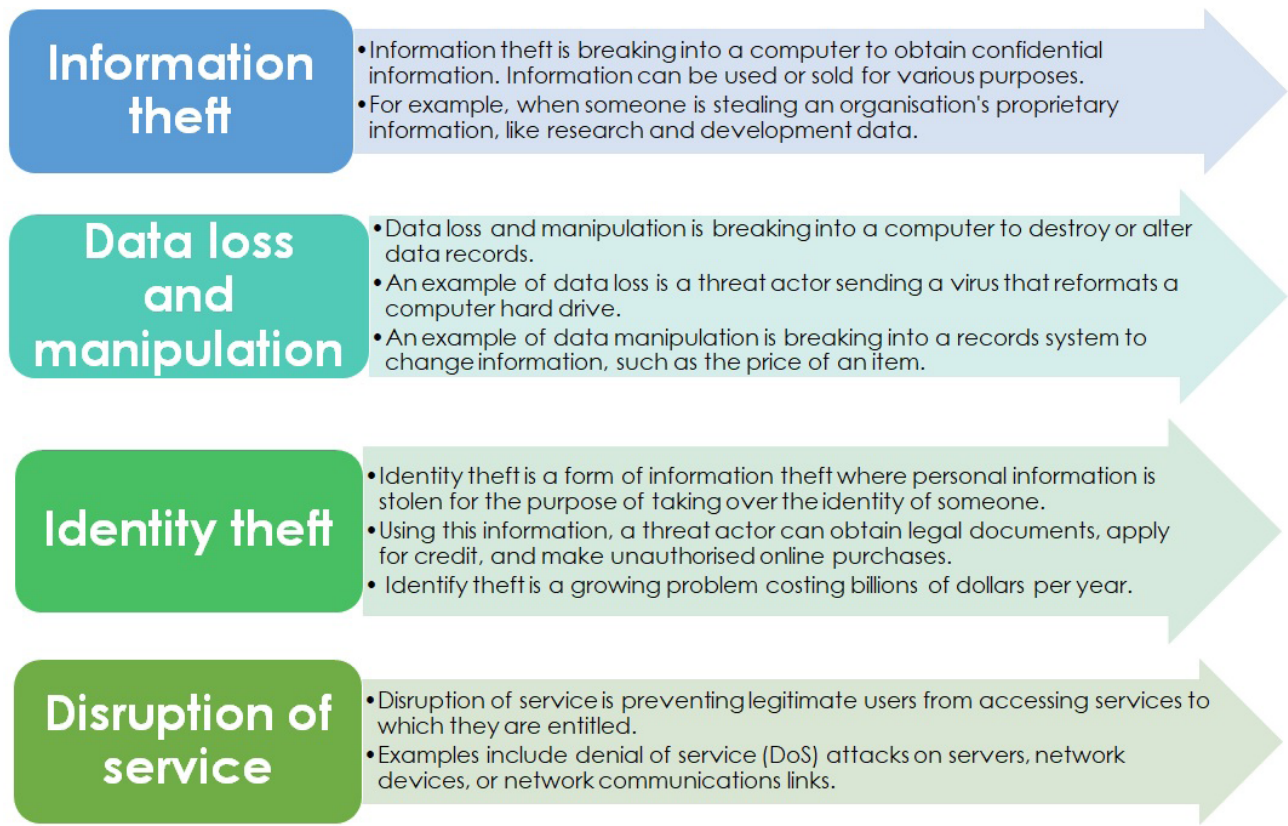 Information
theft
•Information theft is breaking into a computer to obtain confidential
information. Information can be used or sold for various purposes.
•For example, when someone is stealing an organisation's proprietary
information, like research and development data.
Data loss
and
manipulation
•Data loss and manipulation is breaking into a computer to destroy or alter
data records.
•An example of data loss is a threat actor sending a virus that reformats a
computer hard drive.
•An example of data manipulation is breaking into a records system to
change information, such as the price of an item.
Identity theft
•Identity theft is a form of information theft where personal information is
stolen for the purpose of taking over the identity of someone.
•Using this information, a threat actor can obtain legal documents, apply
for credit, and make unauthorised online purchases.
• Identify theft is a growing problem costing billions of dollars per year.
Disruption of
service
•Disruption of service is preventing legitimate users from accessing services to
which they are entitled.
•Examples include denial of service (DoS) attacks on servers, network
devices, or network communications links.